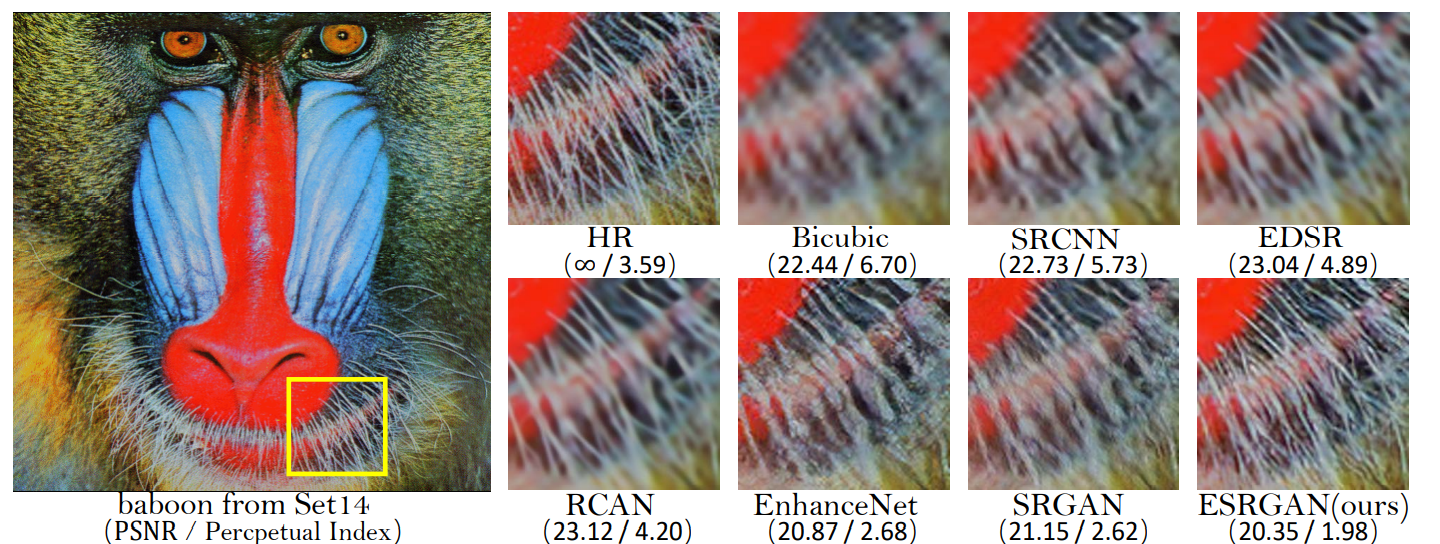 HR
(∞ / 3.59)
Bicubic
(22.44 / 6.70)
SRCNN
(22.73 / 5.73)
EDSR
(23.04 / 4.89)
baboon from Set14
(PSNR / Percpetual Index)
RCAN
(23.12 / 4.20)
EnhanceNet
(20.87 / 2.68)
SRGAN
(21.15 / 2.62)
ESRGAN(ours)
(20.35 / 1.98)